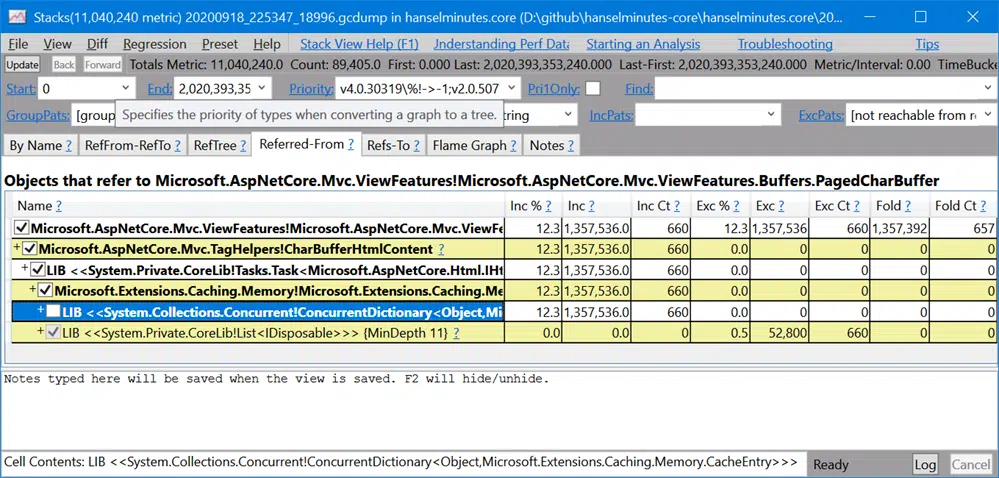 Stacks(11,040,240 metric) 20200918_225347_18996.gcdump in hanselminutes.core (D:\github\hanselminutes-core\hanselminutes.core\20...
File View Diff Regression Preset Help Stack View Help (F1) Jnderstanding Perf Data Starting an Analysis Troubleshooting Tips
Update Back Forward Totals Metric: 11,040,240.0 Count: 89,405.0 First: 0.000 Last: 2,020,393,353,240.000 Last-First: 2,020,393,353,240.000 Metric/Interval: 0.00 TimeBucke
Start: 0 End: 2,020,393,35 Priority: v4.0.30319\%!->-1;v2.0.507 Pri1Only: Find:
GroupPats: [group Specifies the priority of types when converting a graph to a tree. tring IncPats: ExcPats: [not reachable from r
By Name ? RefFrom-RefTo ? RefTree ? Referred-From ? Refs-To ? Flame Graph ? Notes ?
Objects that refer to Microsoft.AspNetCore.Mvc.ViewFeatures!Microsoft.AspNetCore.Mvc.ViewFeatures.Buffers.PagedCharBuffer
Name ? Inc % ? Inc ? Inc Ct ? Exc % ? Exc ? Exc Ct ? Fold ? Fold Ct ?
Microsoft.AspNetCore.Mvc.ViewFeatures!Microsoft.AspNetCore.Mvc.ViewFe 12.3 1,357,536.0 660 12.3 1,357,536 660 1,357,392 657
+ Microsoft.AspNetCore.Mvc.TagHelpers!CharBufferHtmlContent ? 12.3 1,357,536.0 660 0.0 0 0 0 0
+ LIB <<System.Private.CoreLib!Tasks.Task<Microsoft.AspNetCore.Html.IHt 12.3 1,357,536.0 660 0.0 0 0 0 0
+ Microsoft.Extensions.Caching.Memory!Microsoft.Extensions.Caching.Me 12.3 1,357,536.0 660 0.0 0 0 0 0
+ LIB <<System.Collections.Concurrent!ConcurrentDictionary<Object,Mi 12.3 1,357,536.0 660 0.0 0 0 0 0
+ LIB <<System.Private.CoreLib!List<IDisposable>>> {MinDepth 11} ? 0.0 0.0 0 0.5 52,800 660 0 0
Notes typed here will be saved when the view is saved. F2 will hide/unhide.
Cell Contents: LIB <<System.Collections.Concurrent!ConcurrentDictionary<Object,Microsoft.Extensions.Caching.Memory.CacheEntry>>> Ready Log Cancel